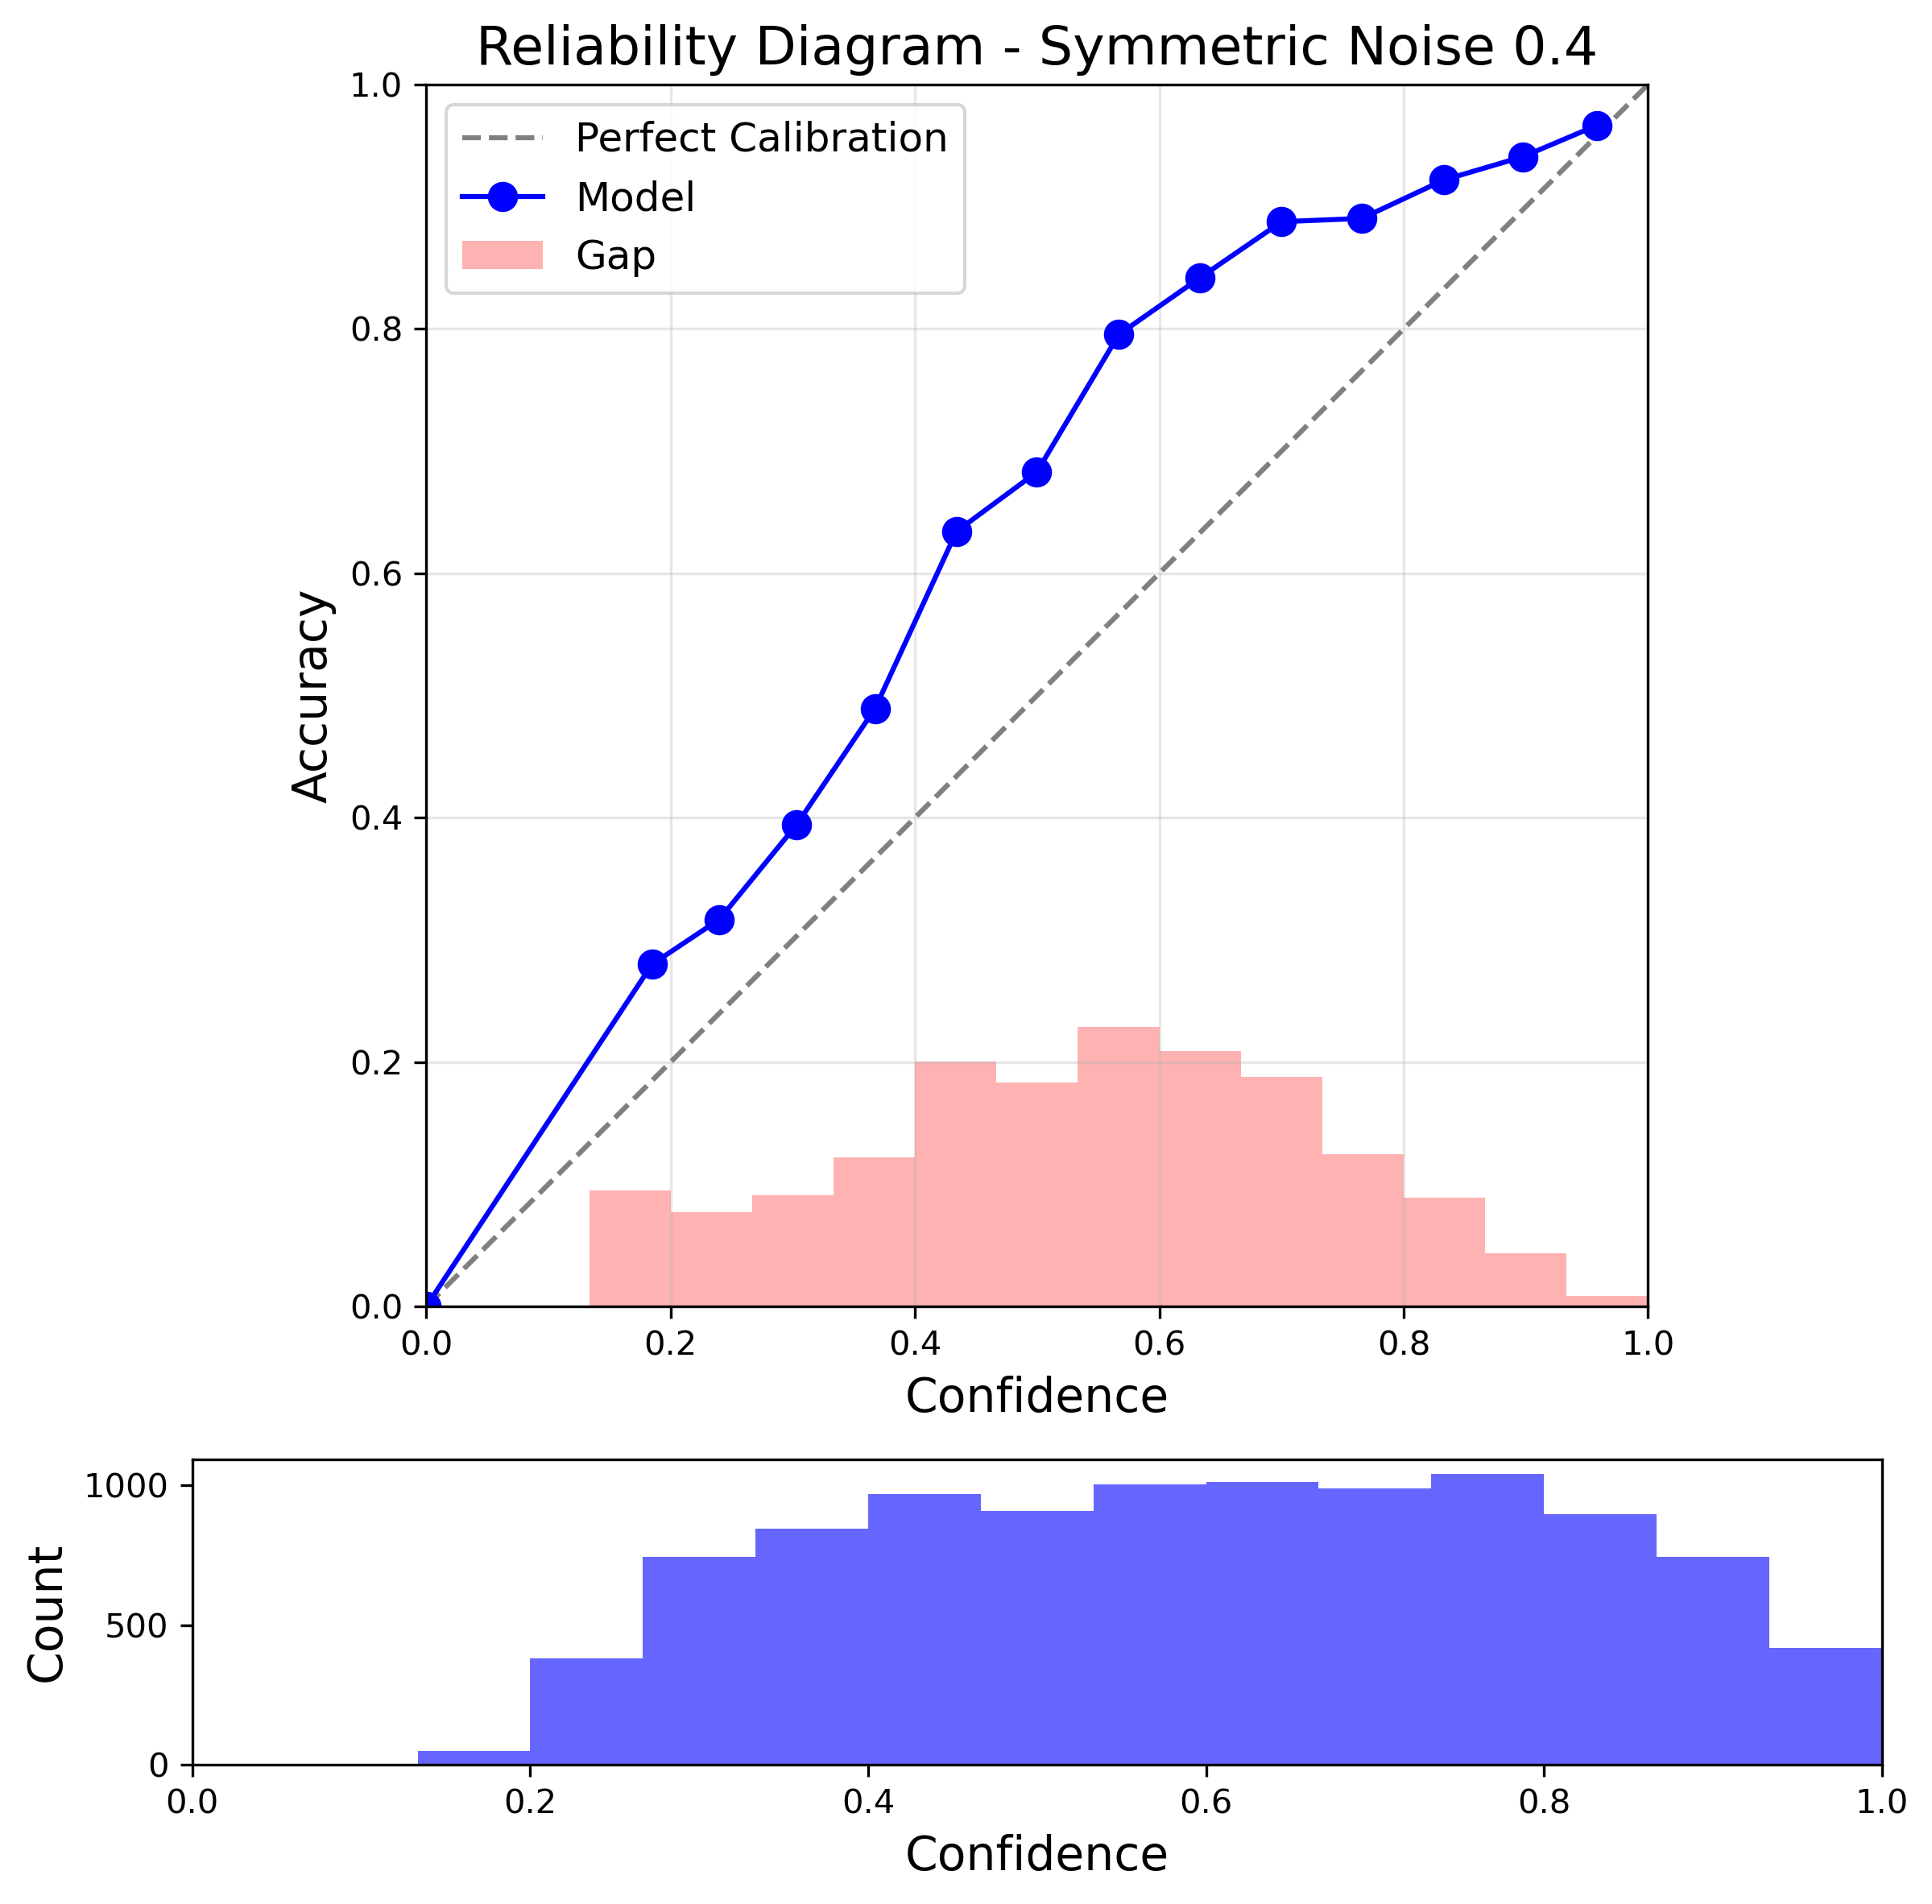 Reliability Diagram - Symmetric Noise 0.4
1.0
Perfect Calibration
Model
Gap
0.8
0.6
Accuracy
0.4
0.2
0.0
0.0 0.2 0.4 0.6 0.8 1.0
Confidence
1000
Count
500
0
0.0 0.2 0.4 0.6 0.8 1.0
Confidence